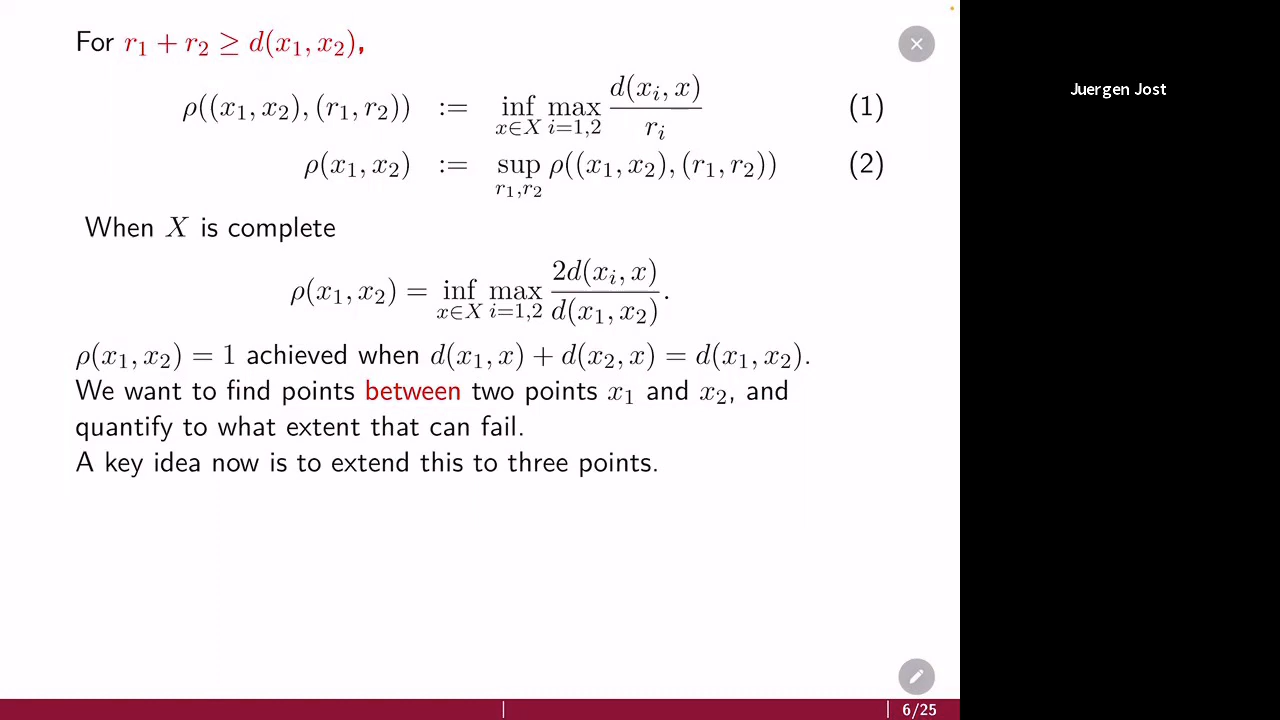 For r₁ + r₂ ≥ d(x₁, x₂),
ρ((x₁, x₂), (r₁, r₂)) := inf_{x∈X} max_{i=1,2} d(xᵢ, x)/rᵢ (1)
ρ(x₁, x₂) := sup_{r₁,r₂} ρ((x₁, x₂), (r₁, r₂)) (2)
When X is complete
ρ(x₁, x₂) = inf_{x∈X} max_{i=1,2} 2d(xᵢ, x)/d(x₁, x₂).
ρ(x₁, x₂) = 1 achieved when d(x₁, x) + d(x₂, x) = d(x₁, x₂).
We want to find points between two points x₁ and x₂, and
quantify to what extent that can fail.
A key idea now is to extend this to three points.
6/25
Juergen Jost